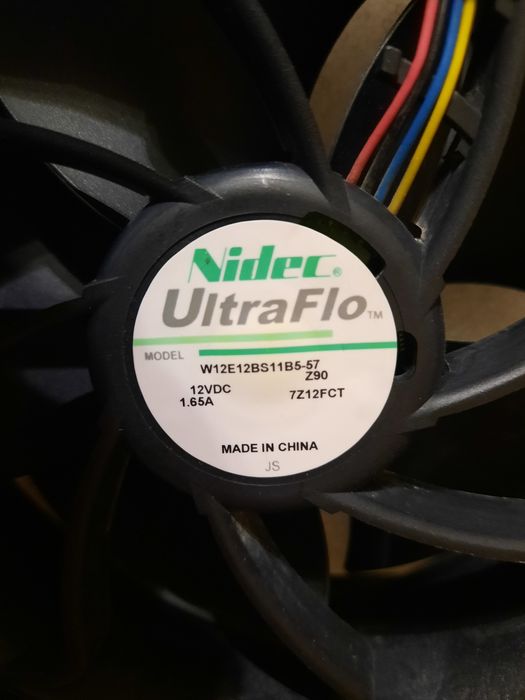 Nidec®
UltraFlo™
MODEL W12E12BS11B5-57
Z90
12VDC 7Z12FCT
1.65A
MADE IN CHINA
JS